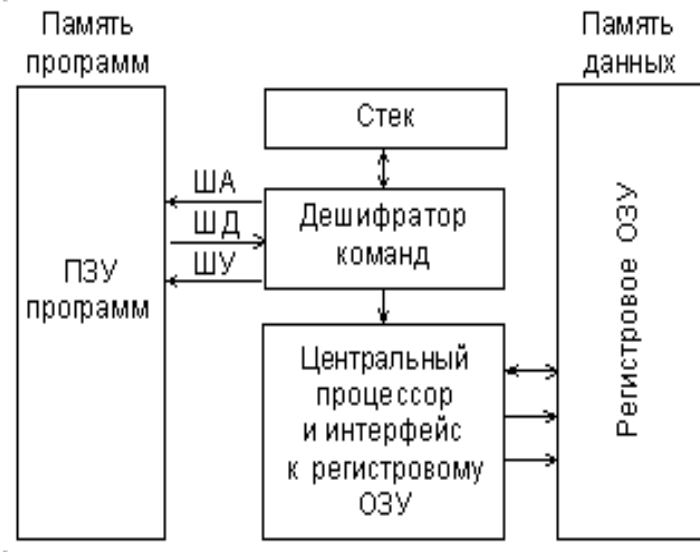 Память
программ
Память
данных
Стек
ША
ШД
ШУ
Дешифратор
команд
ПЗУ
программ
Центральный
процессор
и интерфейс
к регистровому
ОЗУ
Регистровое ОЗУ